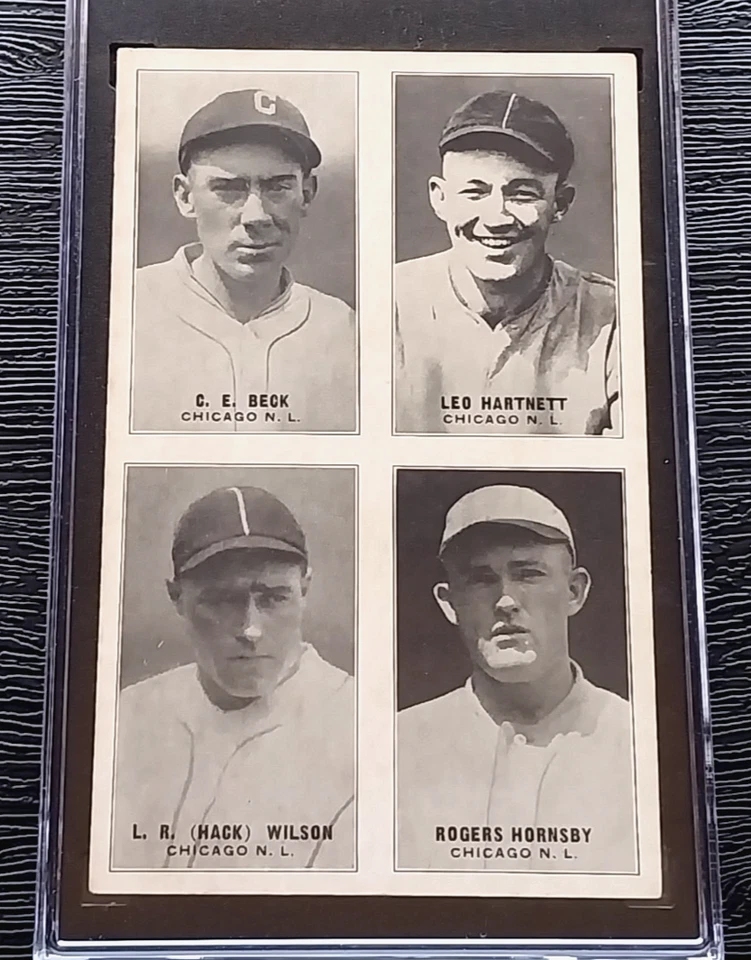 C
C. E. BECK
CHICAGO N. L.
LEO HARTNETT
CHICAGO N. L.
L. R. (HACK) WILSON
CHICAGO N. L.
ROGERS HORNSBY
CHICAGO N. L.